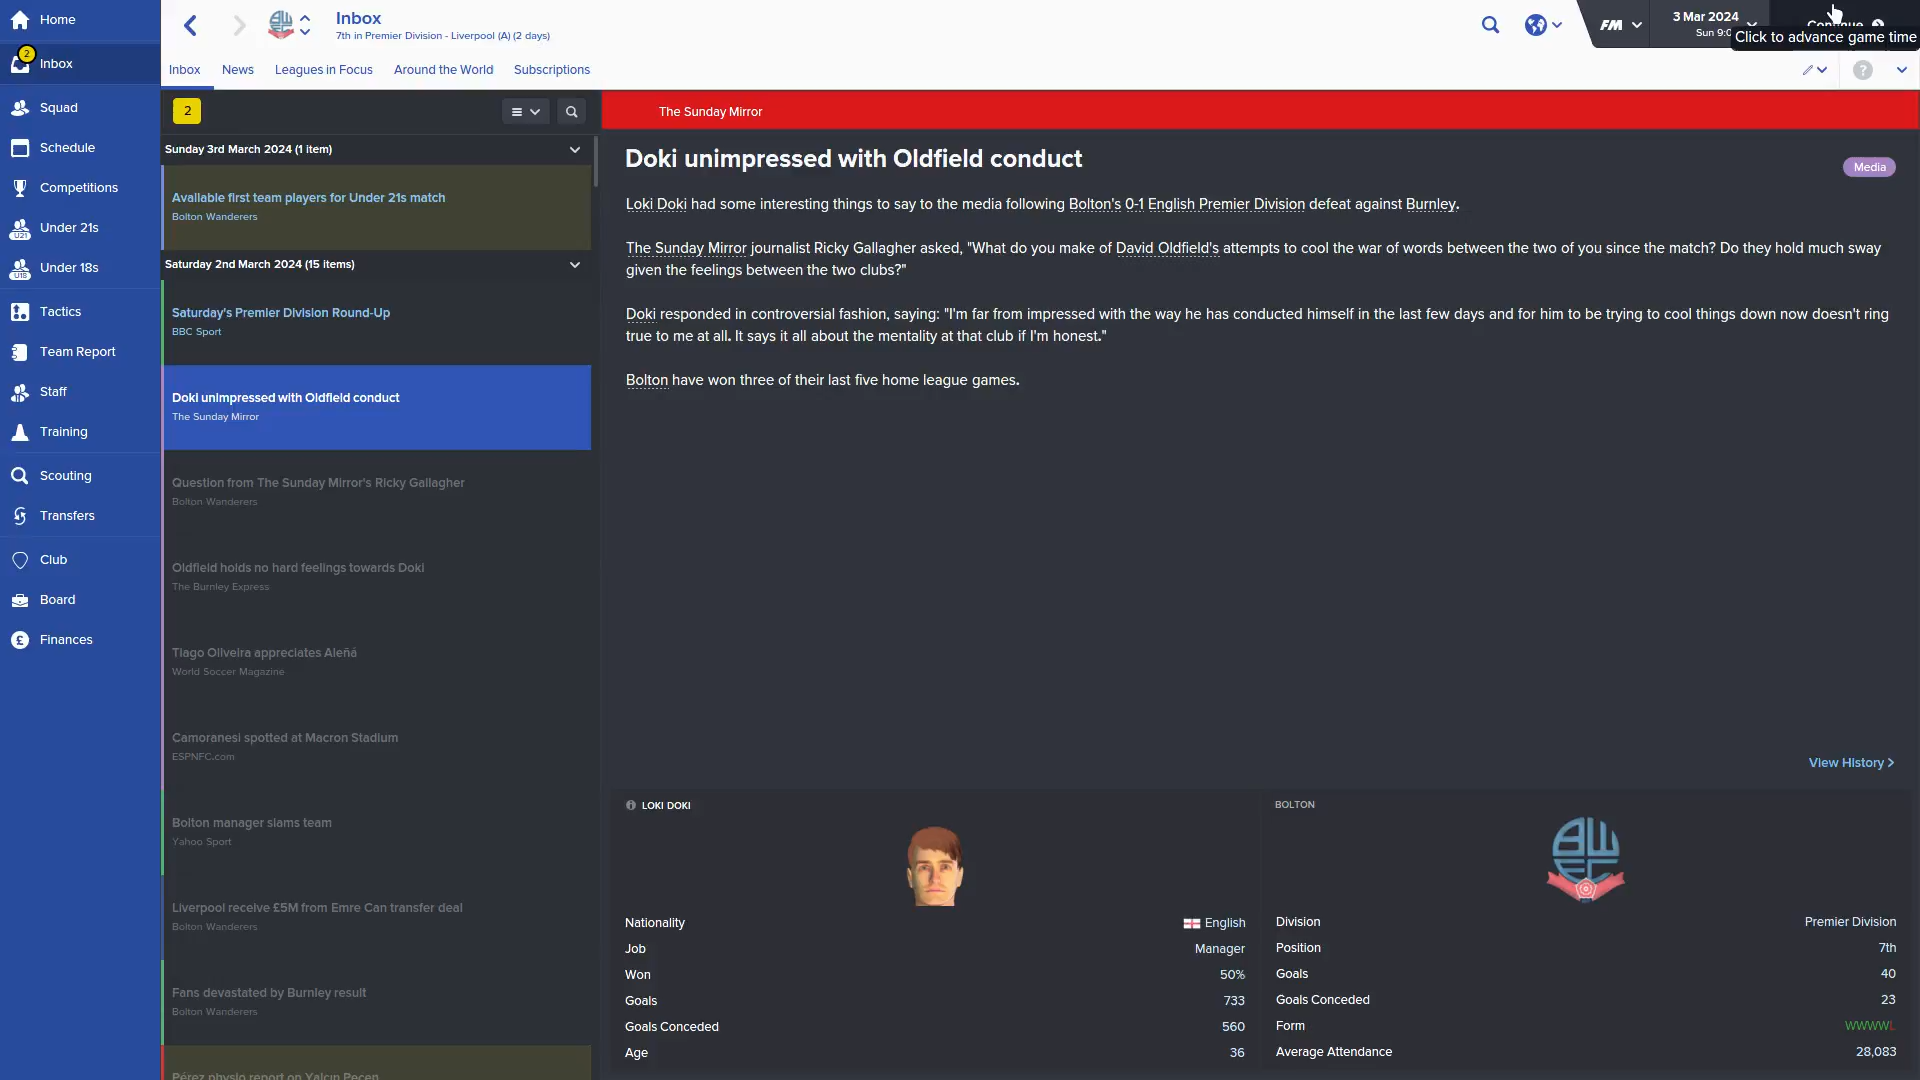 Home
2
Inbox
Squad
Schedule
Competitions
Under 21s
Under 18s
Tactics
Team Report
Staff
Training
Scouting
Transfers
Club
Board
Finances
Inbox
7th in Premier Division - Liverpool (A) (2 days)
FM
3 Mar 2024
Sun 9:0
Continue
Click to advance game time
Inbox
News
Leagues in Focus
Around the World
Subscriptions
?
2
Sunday 3rd March 2024 (1 item)
Available first team players for Under 21s match
Bolton Wanderers
Saturday 2nd March 2024 (15 items)
Saturday's Premier Division Round-Up
BBC Sport
Doki unimpressed with Oldfield conduct
The Sunday Mirror
Question from The Sunday Mirror's Ricky Gallagher
Bolton Wanderers
Oldfield holds no hard feelings towards Doki
The Burnley Express
Tiago Oliveira appreciates Aleñá
World Soccer Magazine
Camoranesi spotted at Macron Stadium
ESPNFC.com
Bolton manager slams team
Yahoo Sport
Liverpool receive £5M from Emre Can transfer deal
Bolton Wanderers
Fans devastated by Burnley result
Bolton Wanderers
Pérez physio report on Yalçın Pecen
The Sunday Mirror
Doki unimpressed with Oldfield conduct
Media
Loki Doki had some interesting things to say to the media following Bolton's 0-1 English Premier Division defeat against Burnley.
The Sunday Mirror journalist Ricky Gallagher asked, "What do you make of David Oldfield's attempts to cool the war of words between the two of you since the match? Do they hold much sway
given the feelings between the two clubs?"
Doki responded in controversial fashion, saying: "I'm far from impressed with the way he has conducted himself in the last few days and for him to be trying to cool things down now doesn't ring
true to me at all. It says it all about the mentality at that club if I'm honest."
Bolton have won three of their last five home league games.
View History >
LOKI DOKI
Nationality English
Job Manager
Won 50%
Goals 733
Goals Conceded 560
Age 36
BOLTON
Division Premier Division
Position 7th
Goals 40
Goals Conceded 23
Form WWWWL
Average Attendance 28,083